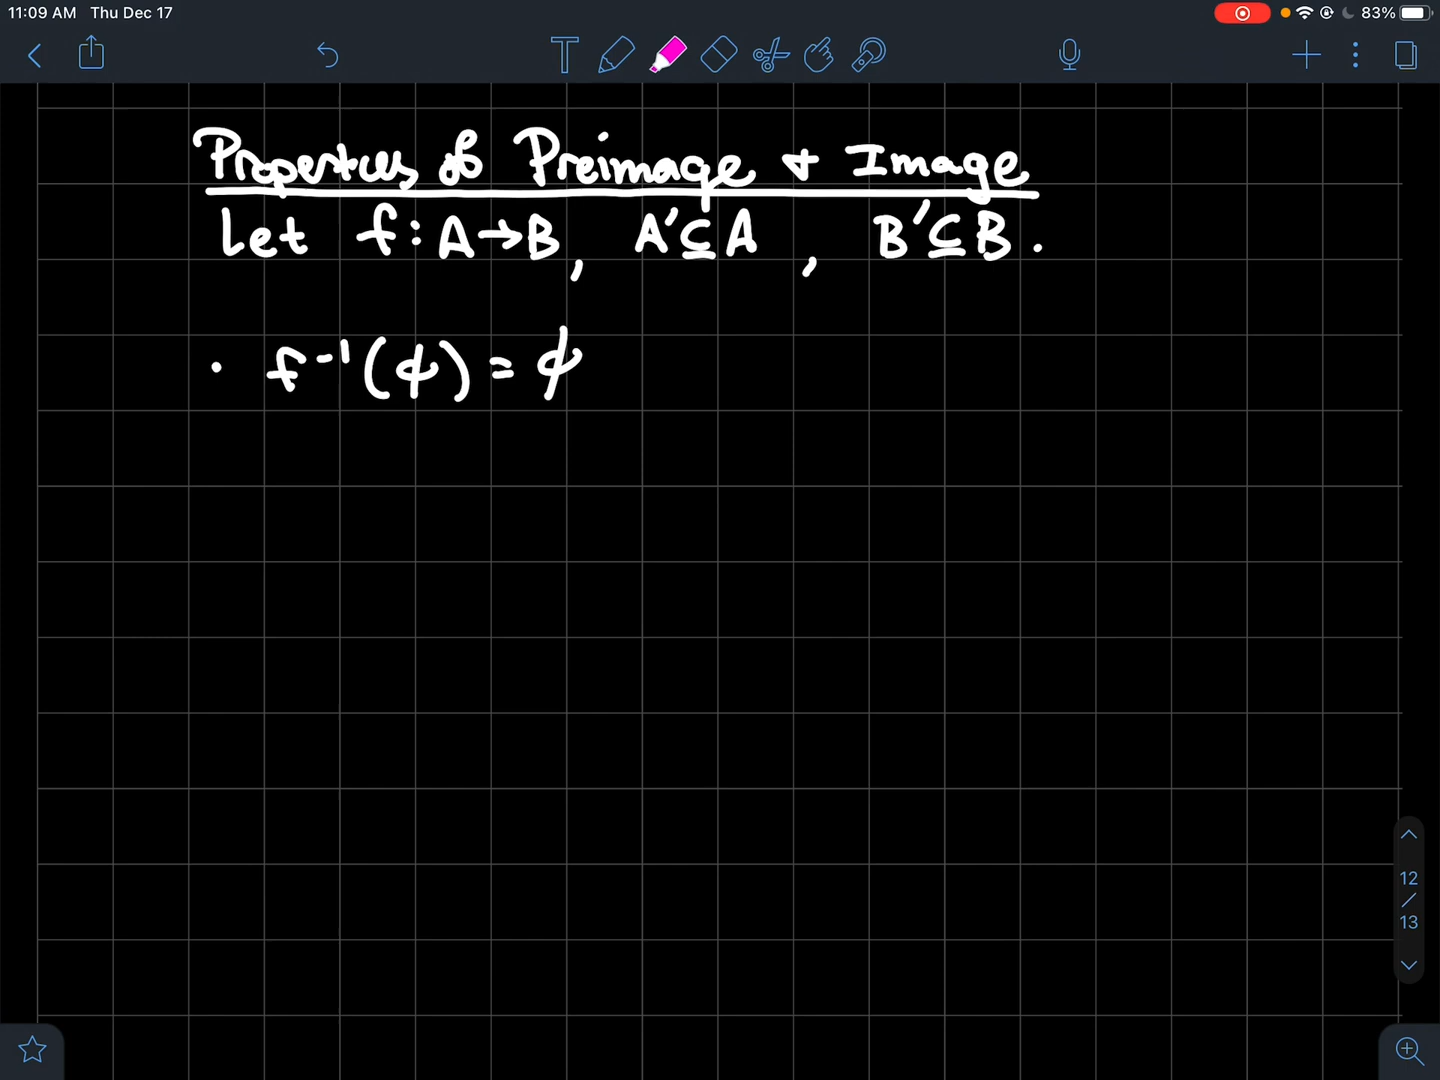 11:09 AM Thu Dec 17 83%
Properties of Preimage & Image
Let f: A→B, A'⊆A, B'⊆B.
· f⁻¹(ϕ) = ϕ
12
/
13